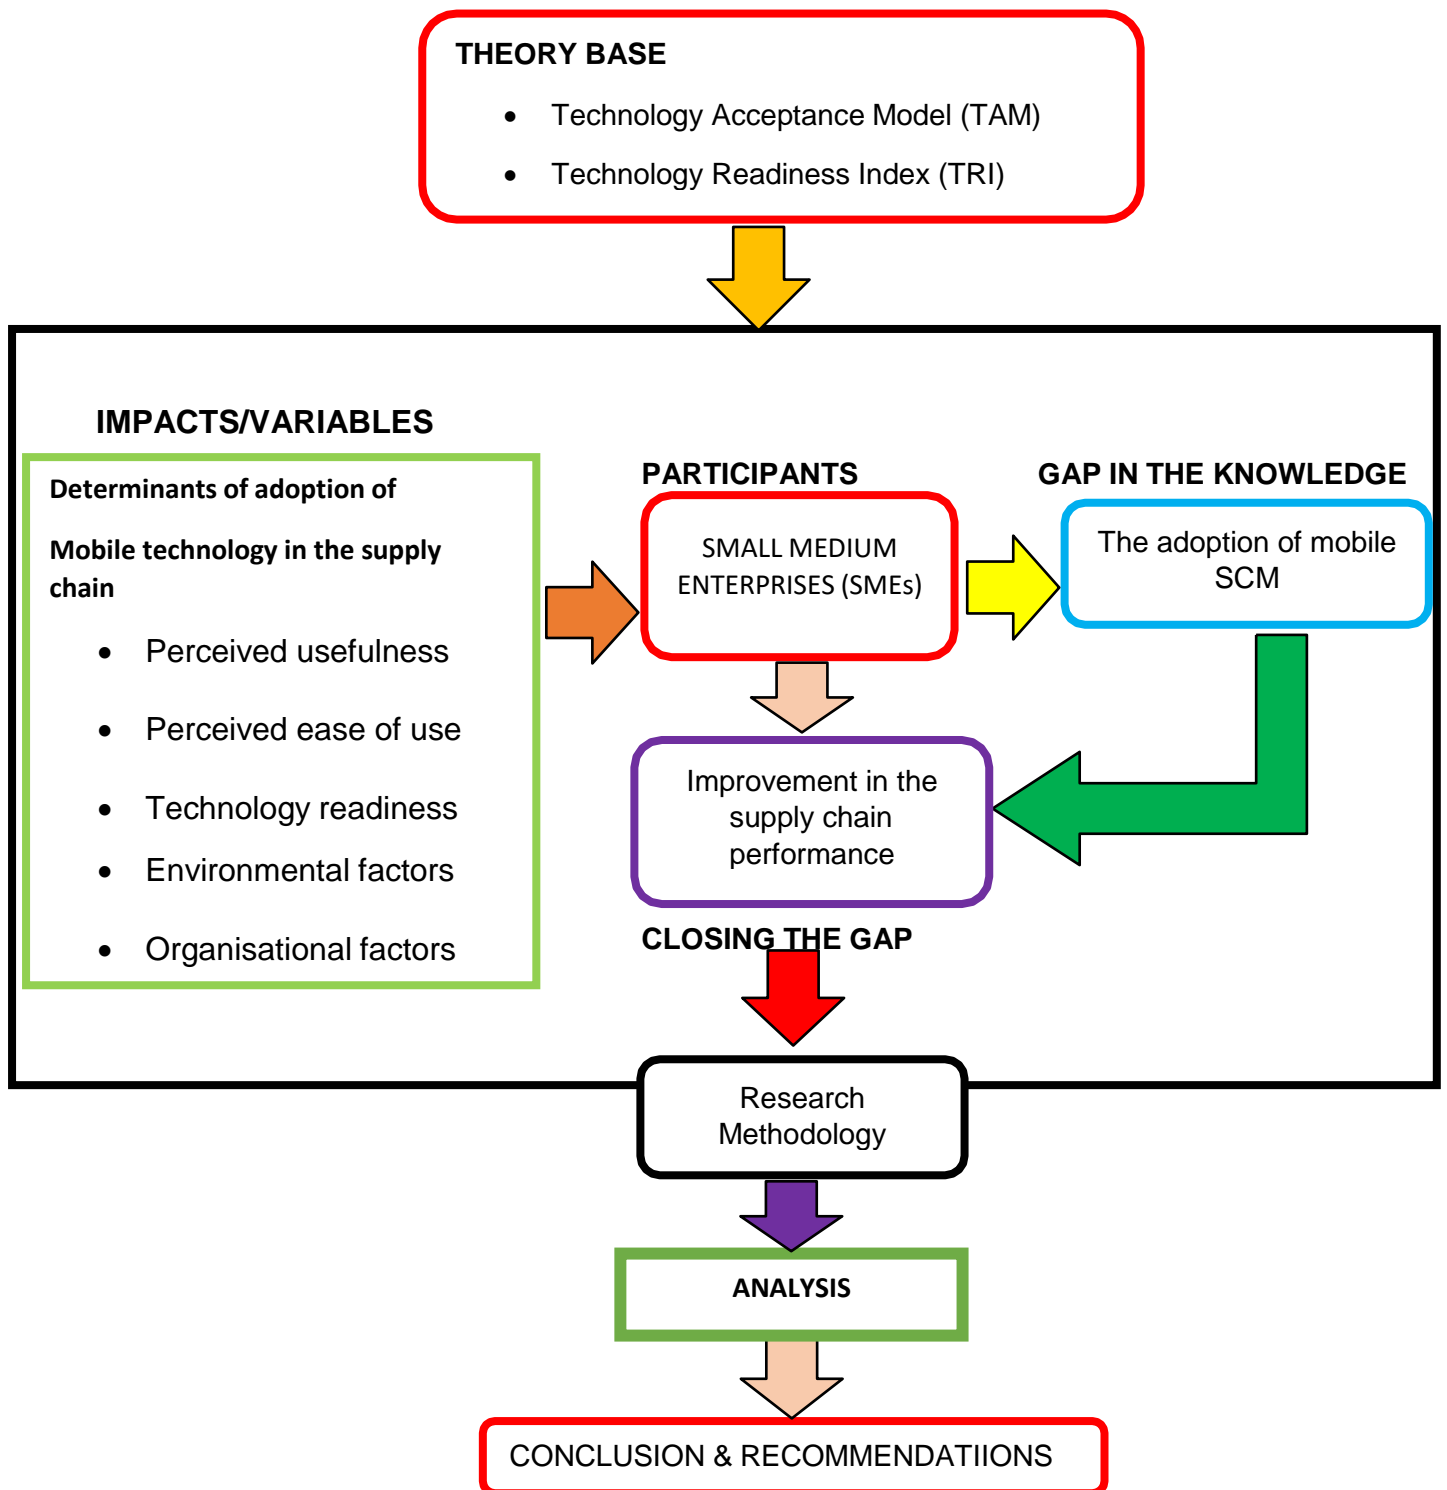 THEORY BASE
• Technology Acceptance Model (TAM)
• Technology Readiness Index (TRI)
IMPACTS/VARIABLES
Determinants of adoption of
Mobile technology in the supply
chain
• Perceived usefulness
• Perceived ease of use
• Technology readiness
• Environmental factors
• Organisational factors
PARTICIPANTS
SMALL MEDIUM
ENTERPRISES (SMEs)
GAP IN THE KNOWLEDGE
The adoption of mobile
SCM
Improvement in the
supply chain
performance
CLOSING THE GAP
Research
Methodology
ANALYSIS
CONCLUSION & RECOMMENDATIIONS